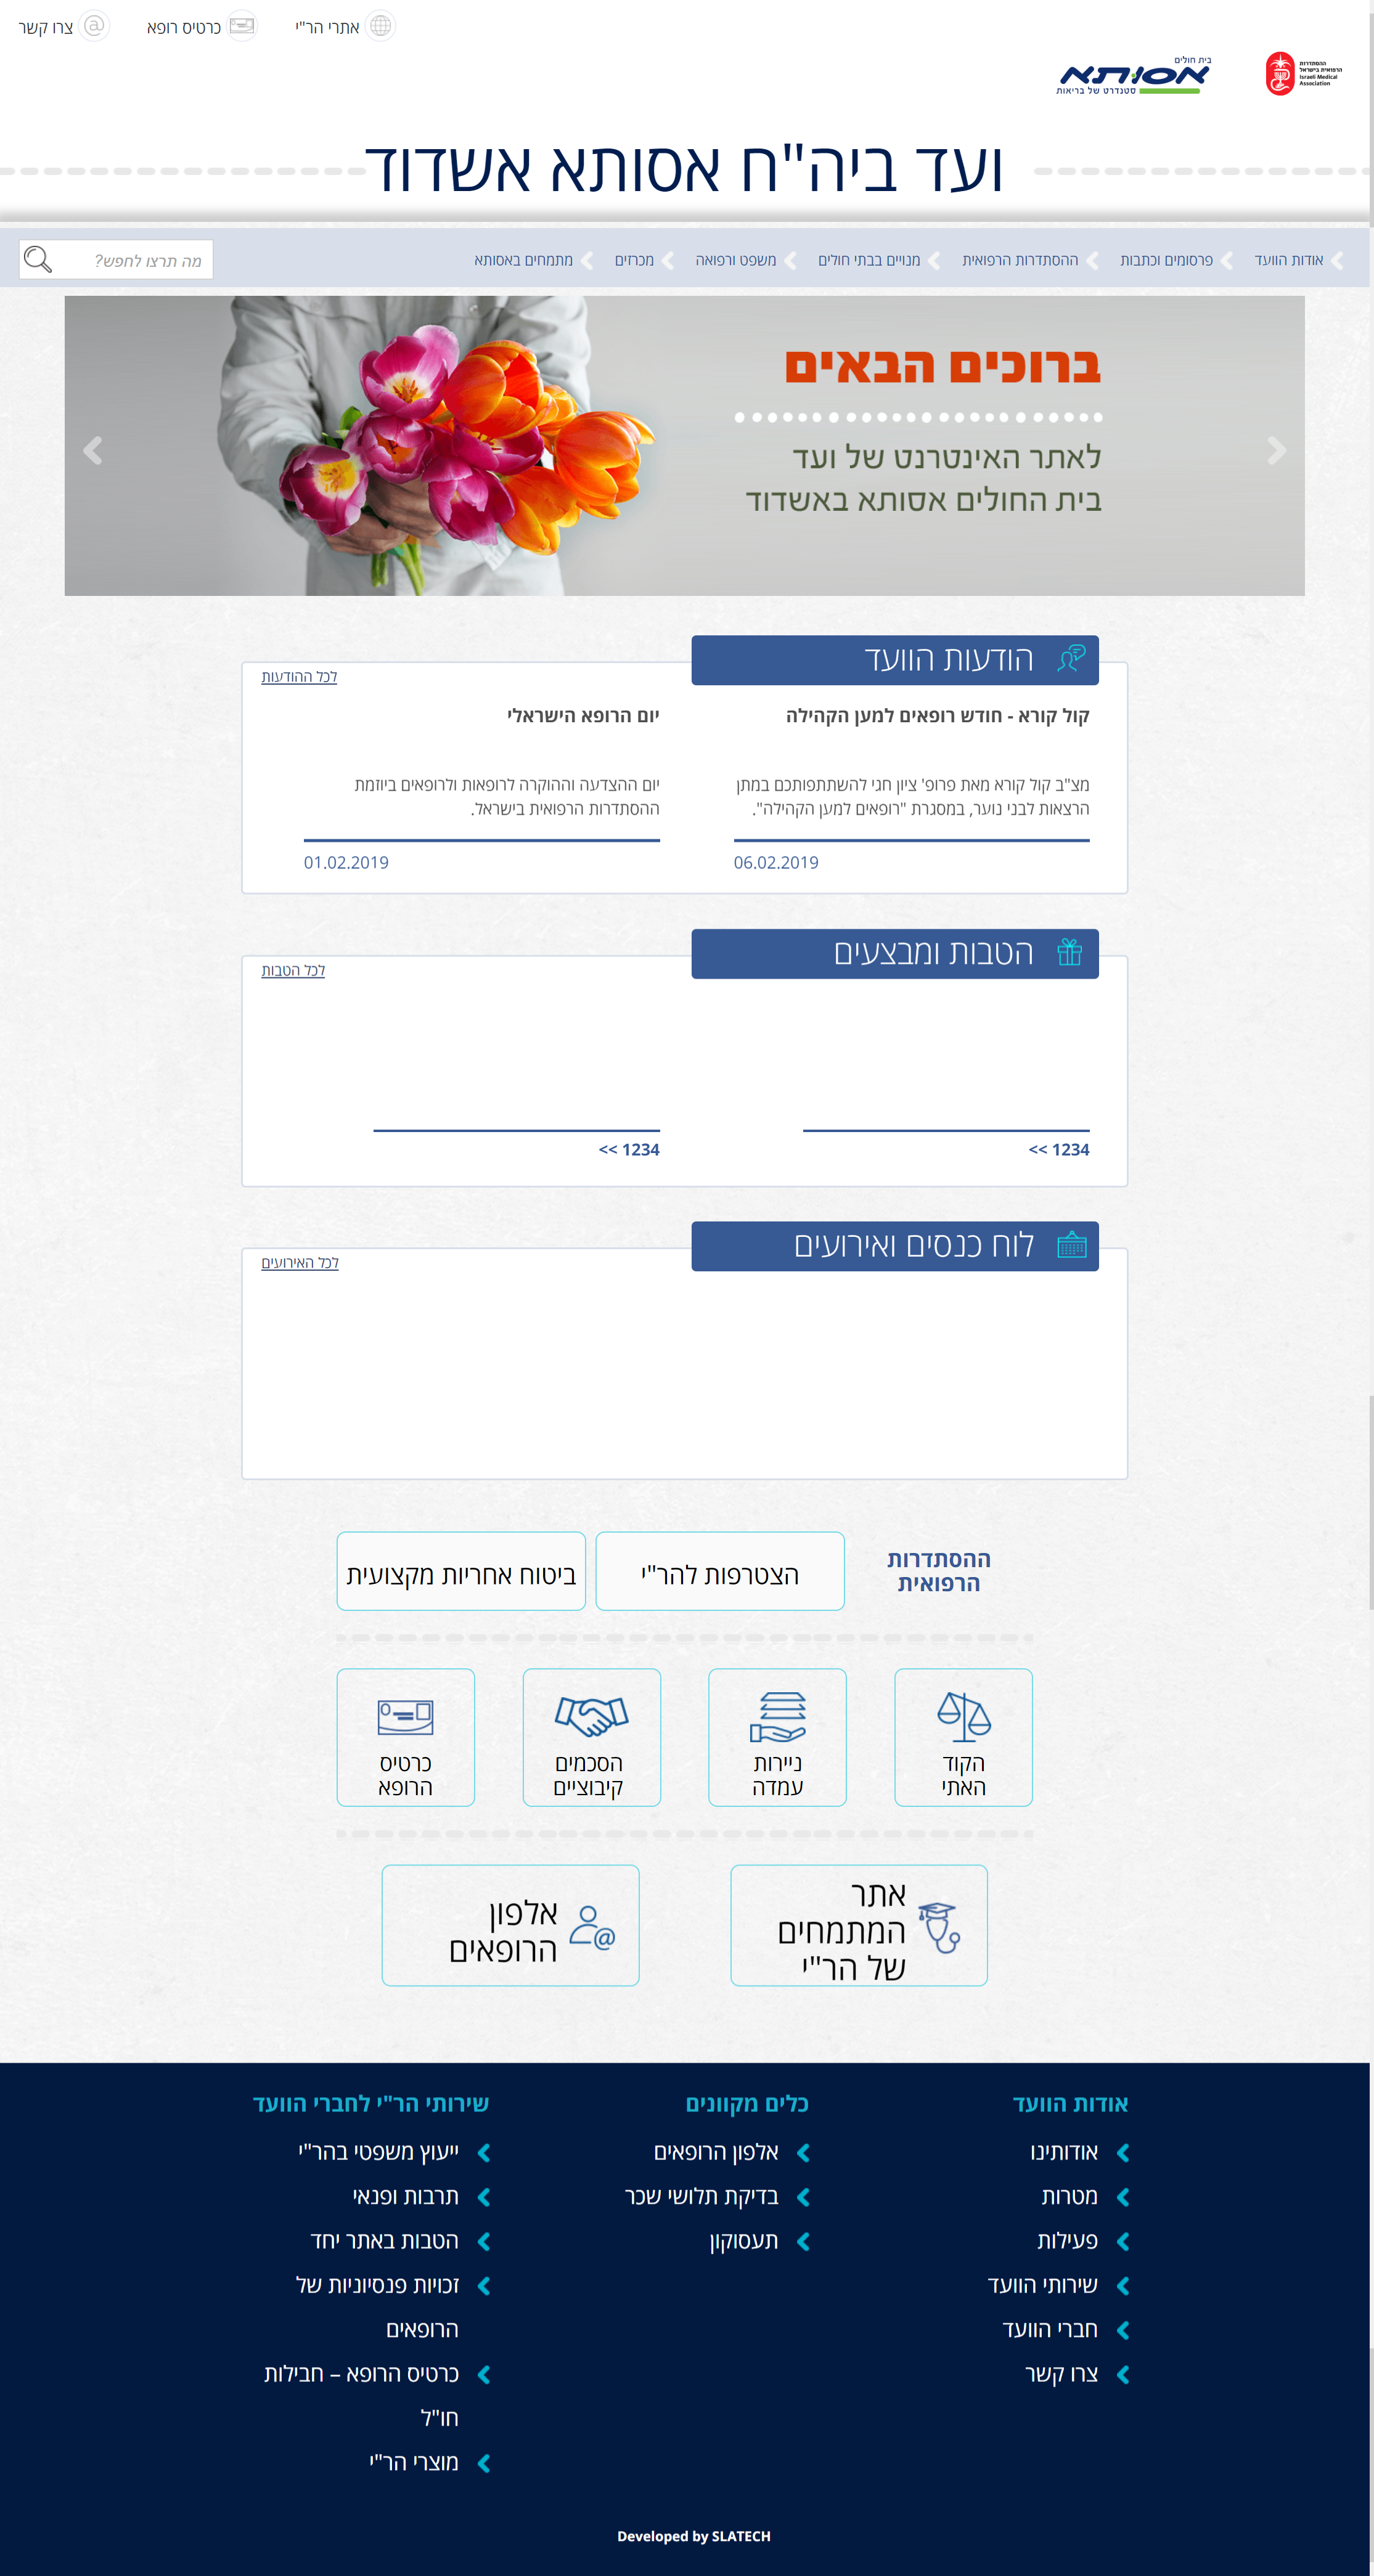 אתרי הר"י
כרטיס רופא
צרו קשר
ההסתדרות
הרפואית בישראל
Israeli Medical
Association
בית חולים
אסותא
סטנדרט של בריאות
ועד ביה"ח אסותא אשדוד
אודות הוועד
פרסומים וכתבות
ההסתדרות הרפואית
מנויים בבתי חולים
משפט ורפואה
מכרזים
מתמחים באסותא
מה תרצו לחפש?
ברוכים הבאים
לאתר האינטרנט של ועד
בית החולים אסותא באשדוד
הודעות הוועד
לכל ההודעות
קול קורא - חודש רופאים למען הקהילה
מצ"ב קול קורא מאת פרופ' ציון חגי להשתתפותכם במתן
הרצאות לבני נוער, במסגרת "רופאים למען הקהילה".
06.02.2019
יום הרופא הישראלי
יום ההצדעה וההוקרה לרופאות ולרופאים ביוזמת
ההסתדרות הרפואית בישראל.
01.02.2019
הטבות ומבצעים
לכל הטבות
1234 >>
1234 >>
לוח כנסים ואירועים
לכל האירועים
ההסתדרות
הרפואית
הצטרפות להר"י
ביטוח אחריות מקצועית
הקוד
האתי
ניירות
עמדה
הסכמים
קיבוציים
כרטיס
הרופא
אתר
המתמחים
של הר"י
אלפון
הרופאים
אודות הוועד
אודותינו
מטרות
פעילות
שירותי הוועד
חברי הוועד
צרו קשר
כלים מקוונים
אלפון הרופאים
בדיקת תלושי שכר
תעסוקון
שירותי הר"י לחברי הוועד
ייעוץ משפטי בהר"י
תרבות ופנאי
הטבות באתר יחד
זכויות פנסיוניות של
הרופאים
כרטיס הרופא – חבילות
חו"ל
מוצרי הר"י
Developed by SLATECH